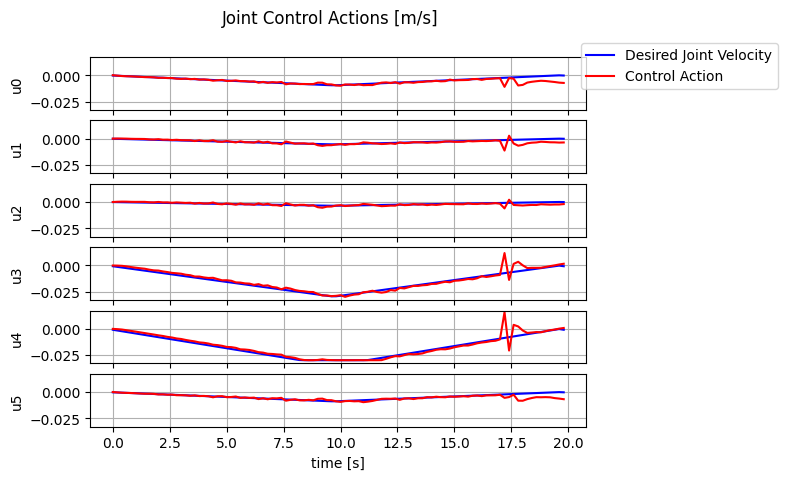 Joint Control Actions [m/s]
Desired Joint Velocity
Control Action
u0
0.000
−0.025
u1
0.000
−0.025
u2
0.000
−0.025
u3
0.000
−0.025
u4
0.000
−0.025
u5
0.000
−0.025
0.0 2.5 5.0 7.5 10.0 12.5 15.0 17.5 20.0
time [s]